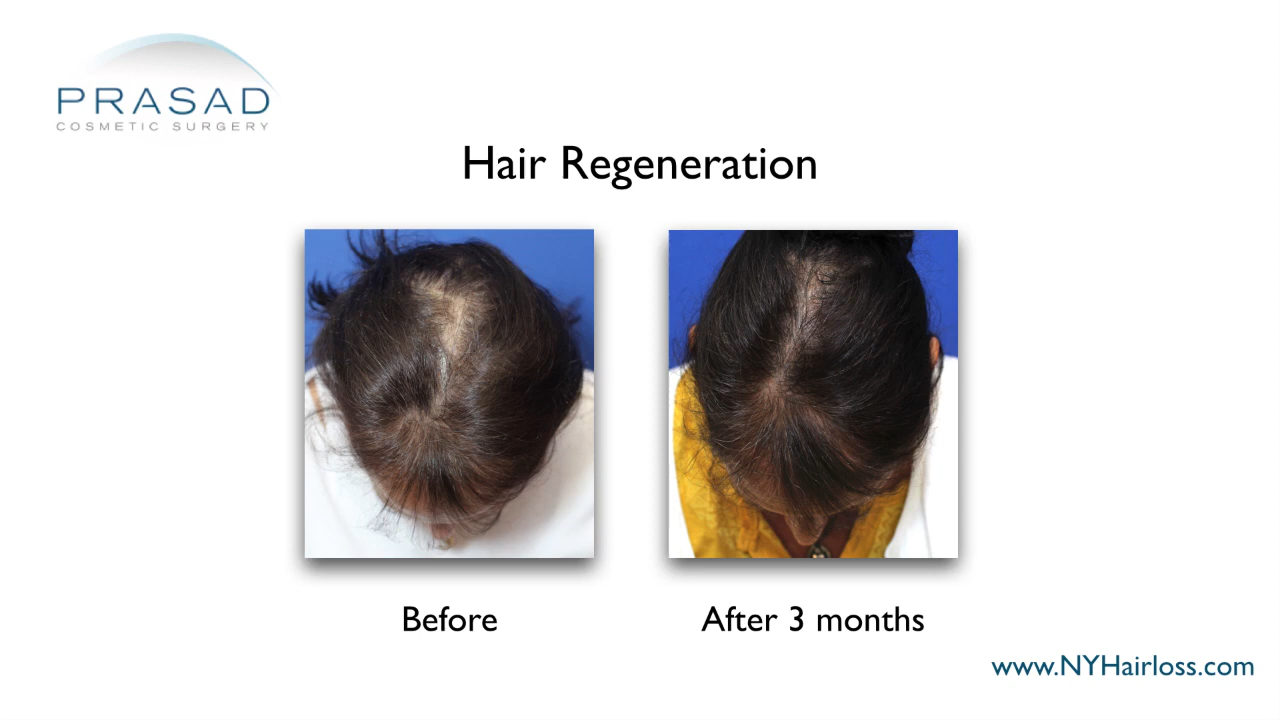 PRASAD
COSMETIC SURGERY
Hair Regeneration
Before
After 3 months
www.NYHairloss.com